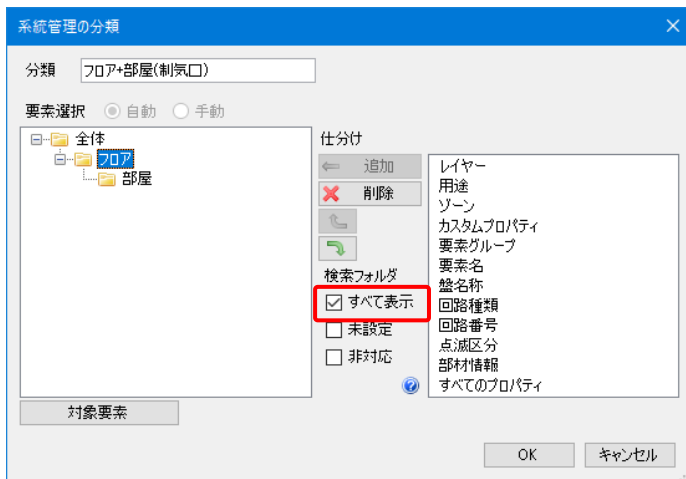 系統管理の分類
分類 フロア+部屋(制気口)
要素選択 自動 手動
全体
フロア
部屋
仕分け
追加
削除
検索フォルダ
すべて表示
未設定
非対応
レイヤー
用途
ゾーン
カスタムプロパティ
要素グループ
要素名
盤名称
回路種類
回路番号
点滅区分
部材情報
すべてのプロパティ
対象要素
OK キャンセル